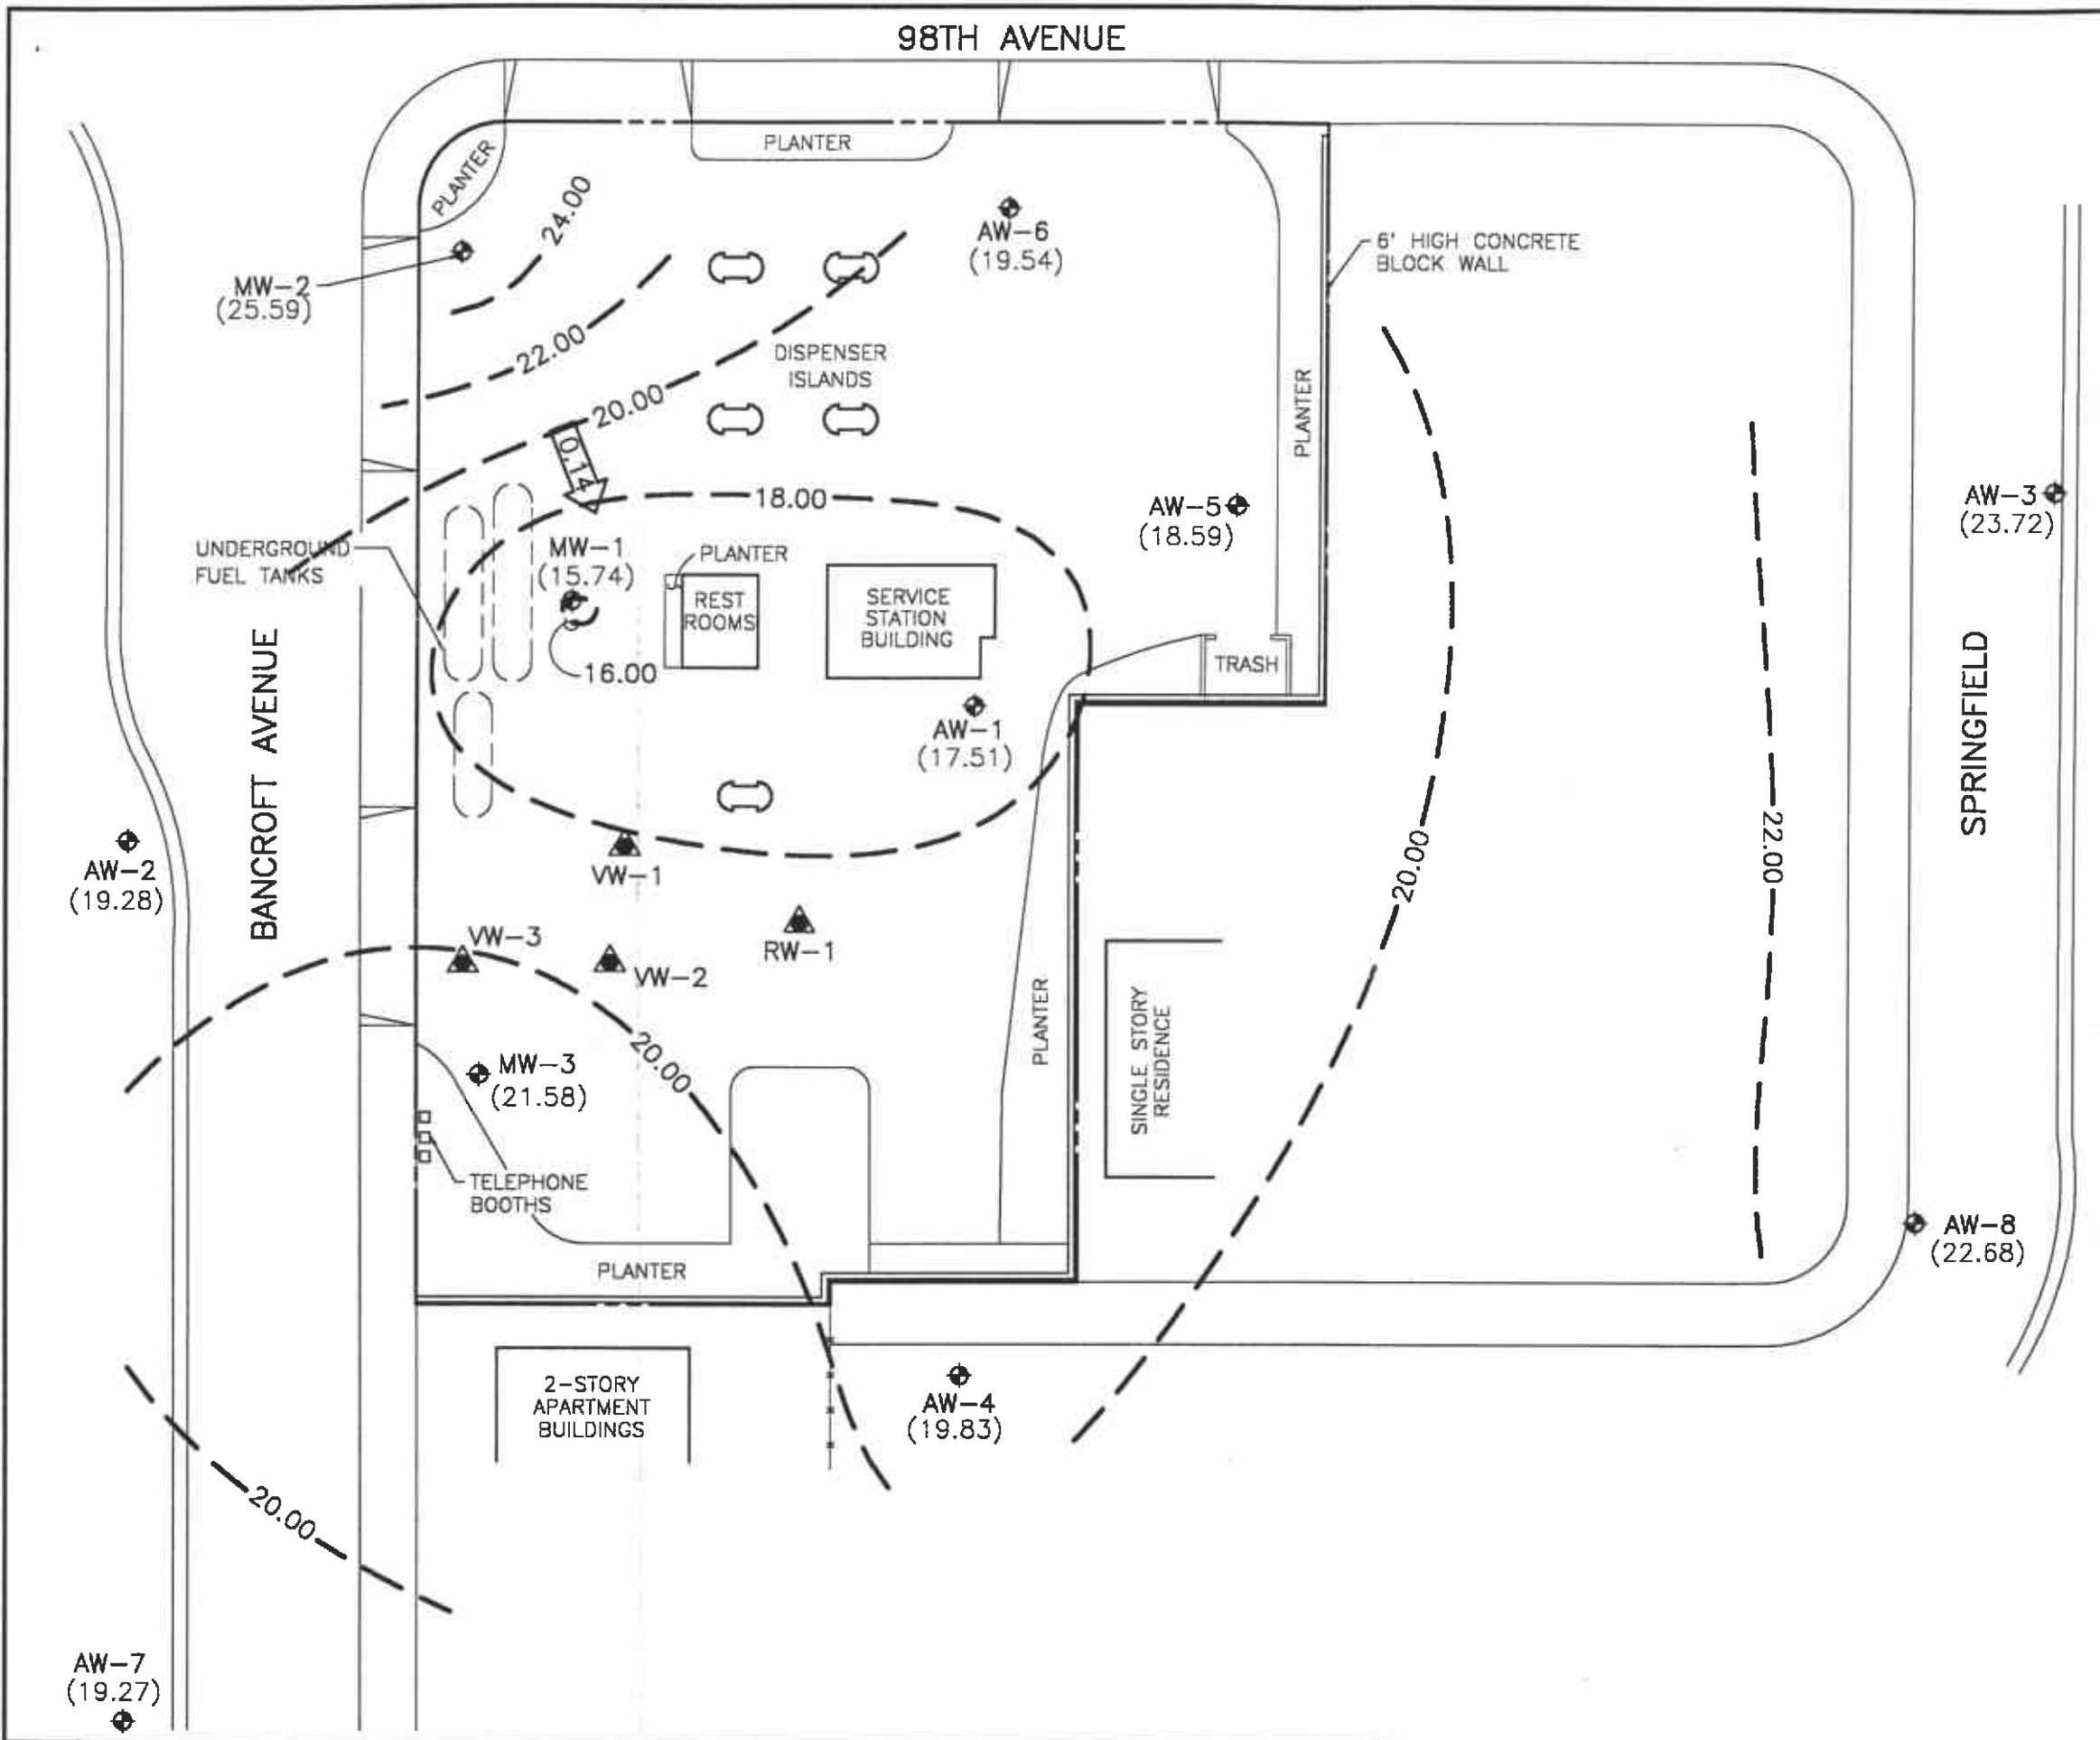 98TH AVENUE
PLANTER
PLANTER
24.00
AW-6
(19.54)
6' HIGH CONCRETE
BLOCK WALL
MW-2
(25.59)
22.00
DISPENSER
ISLANDS
20.00
PLANTER
0.14
18.00
AW-5
(18.59)
AW-3
(23.72)
UNDERGROUND
FUEL TANKS
MW-1
(15.74)
PLANTER
REST
ROOMS
SERVICE
STATION
BUILDING
16.00
TRASH
BANCROFT AVENUE
SPRINGFIELD
AW-1
(17.51)
22.00
20.00
AW-2
(19.28)
VW-1
VW-3
VW-2
RW-1
PLANTER
SINGLE STORY
RESIDENCE
20.00
MW-3
(21.58)
TELEPHONE
BOOTHS
AW-8
(22.68)
PLANTER
2-STORY
APARTMENT
BUILDINGS
AW-4
(19.83)
20.00
AW-7
(19.27)